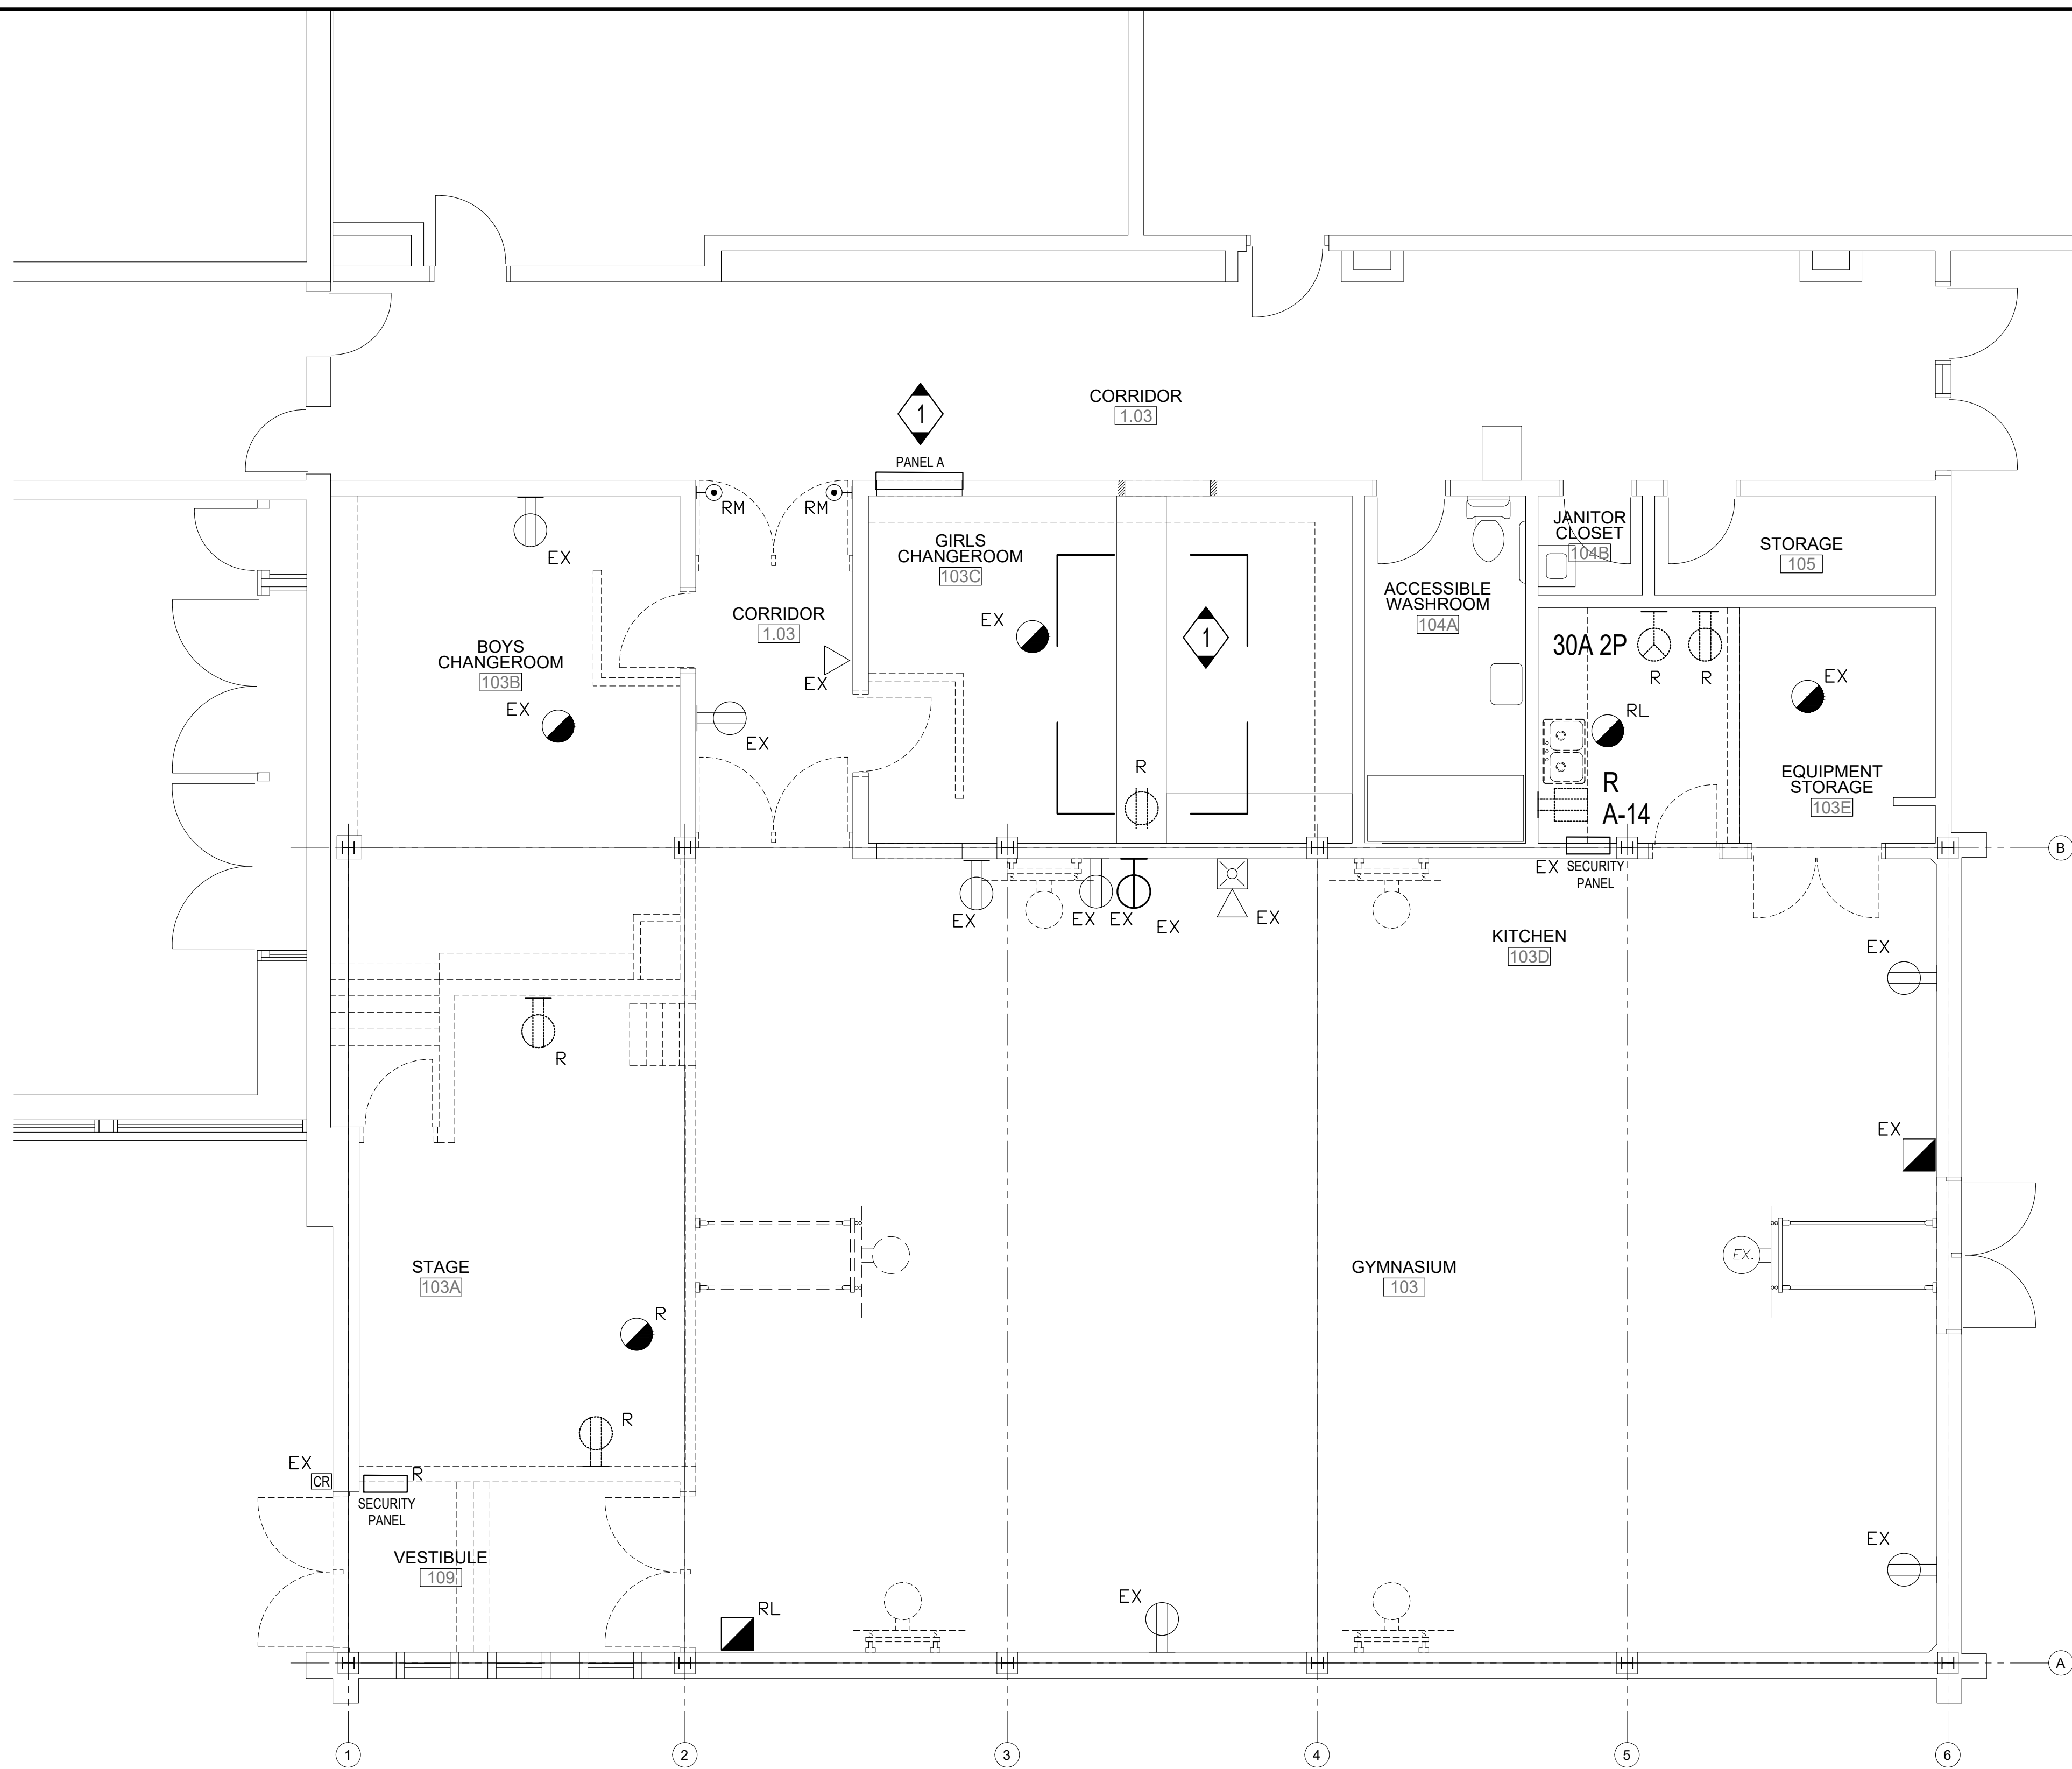 CORRIDOR
1.03
1
PANEL A
RM
RM
EX
GIRLS
CHANGEROOM
103C
JANITOR
CLOSET
104B
STORAGE
105
ACCESSIBLE
WASHROOM
104A
CORRIDOR
1.03
EX
1
30A 2P
R
R
BOYS
CHANGEROOM
103B
EX
EX
EX
EX
RL
R
R
A-14
EQUIPMENT
STORAGE
103E
B
EX
SECURITY
PANEL
EX
EX
EX
EX
EX
KITCHEN
103D
EX
R
EX
STAGE
103A
GYMNASIUM
103
EX.
R
R
EX
CR
R
SECURITY
PANEL
VESTIBULE
109
RL
EX
EX
A
1
2
3
4
5
6